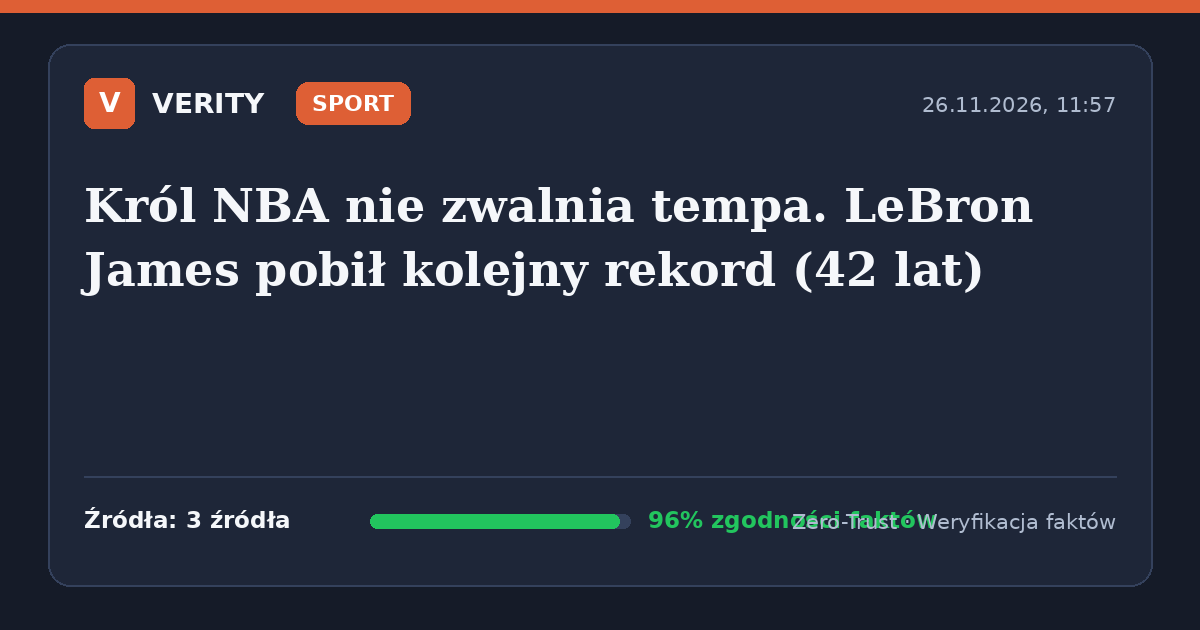 V VERITY SPORT 26.11.2026, 11:57
Król NBA nie zwalnia tempa. LeBron
James pobił kolejny rekord (42 lat)
Źródła: 3 źródła 96% zgodności faktów Zero-Trust · Weryfikacja faktów